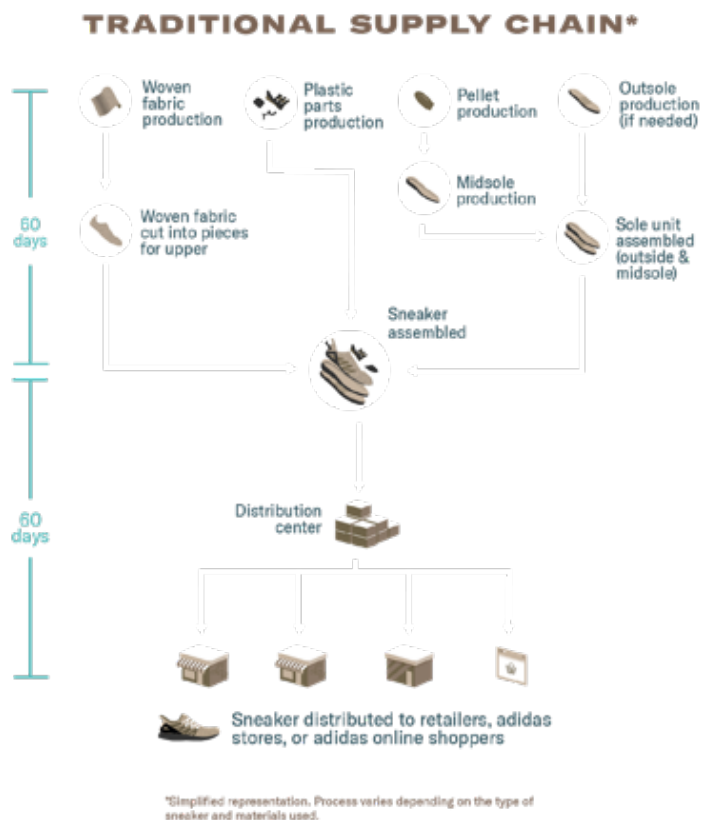 TRADITIONAL SUPPLY CHAIN*
Woven
fabric
production
Plastic
parts
production
Pellet
production
Outsole
production
(if needed)
Midsole
production
60
days
Woven fabric
cut into pieces
for upper
Sole unit
assembled
(outside &
midsole)
Sneaker
assembled
60
days
Distribution
center
Sneaker distributed to retailers, adidas
stores, or adidas online shoppers
*Simplified representation. Process varies depending on the type of
sneaker and materials used.